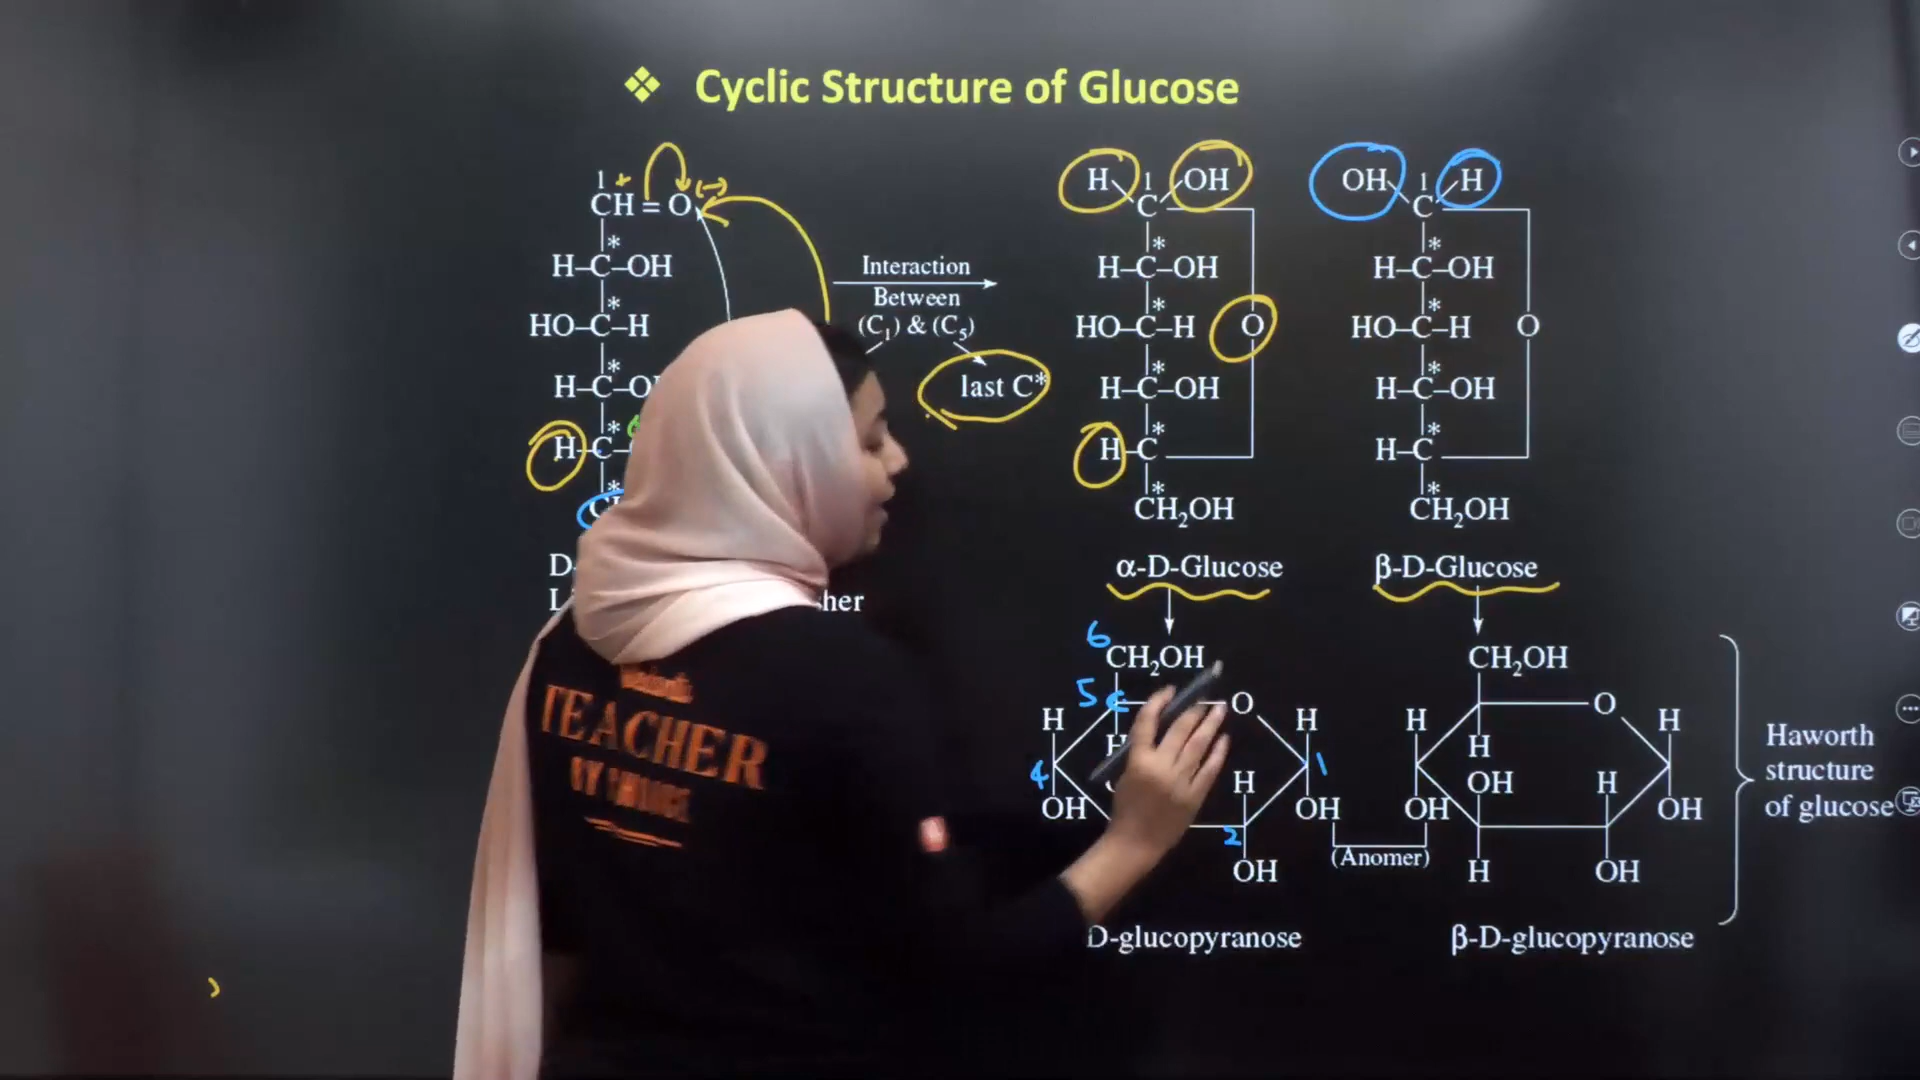 ❖ Cyclic Structure of Glucose
1 +
CH = O (−)
*
H–C–OH
*
HO–C–H
*
H–C–
*
H–C–
*
Interaction
Between
(C₁) & (C₅)
last C*
H 1 OH
C
*
H–C–OH
*
HO–C–H O
*
H–C–OH
*
H–C
*
CH₂OH
α-D-Glucose
OH 1 H
C
*
H–C–OH
*
HO–C–H O
*
H–C–OH
*
H–C
*
CH₂OH
β-D-Glucose
TEACHER
6
CH₂OH
5 C O
H H
H
4 H 1
OH OH
2
OH
D-glucopyranose
(Anomer)
CH₂OH
O
H H
H
OH H
OH OH
H OH
β-D-glucopyranose
Haworth
structure
of glucose